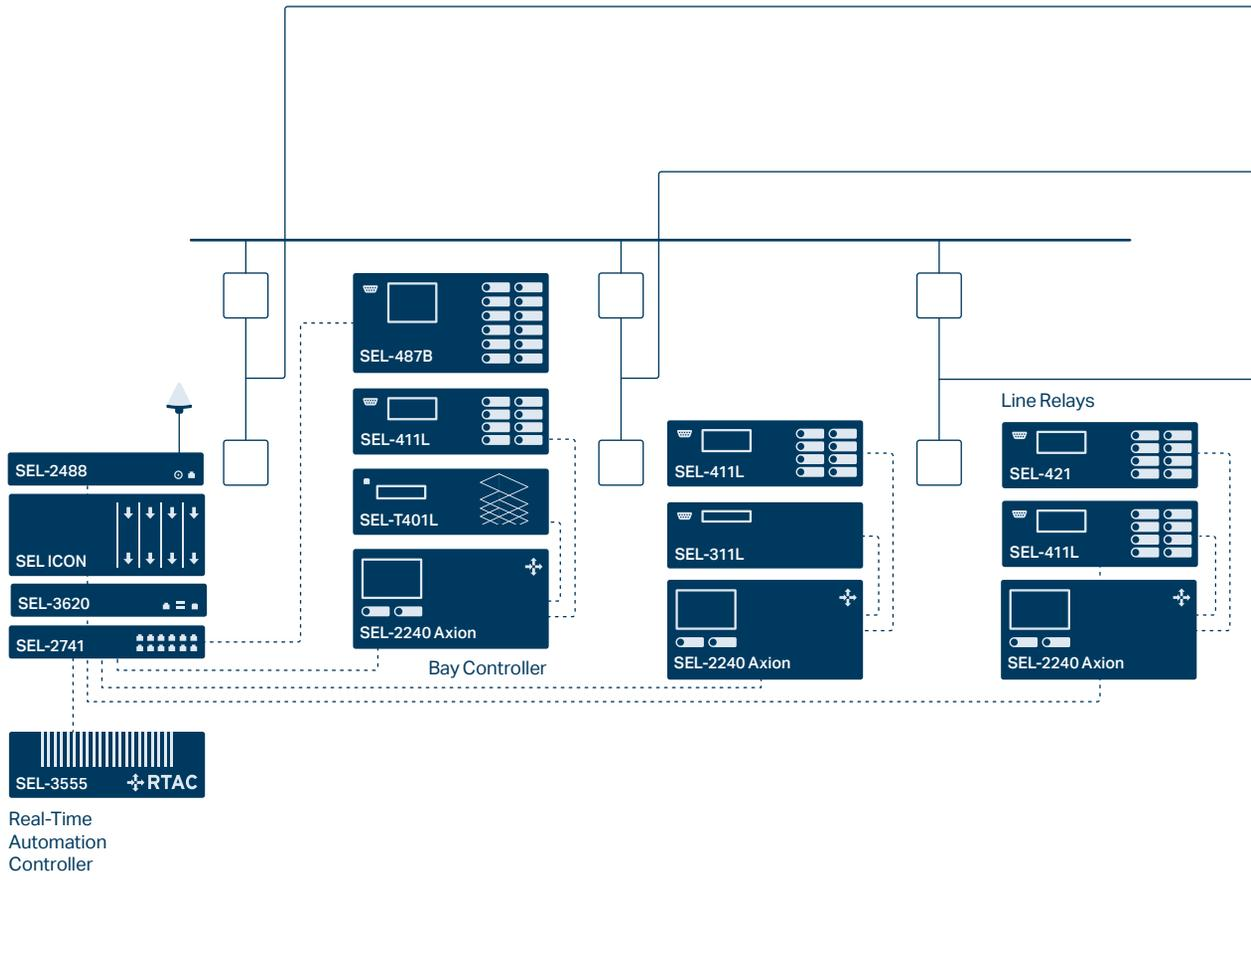 SEL-487B
SEL-411L
SEL-T401L
SEL-2240 Axion
Bay Controller
SEL-411L
SEL-311L
SEL-2240 Axion
Line Relays
SEL-421
SEL-411L
SEL-2240 Axion
SEL-2488
SEL ICON
SEL-3620
SEL-2741
SEL-3555
RTAC
Real-Time
Automation
Controller